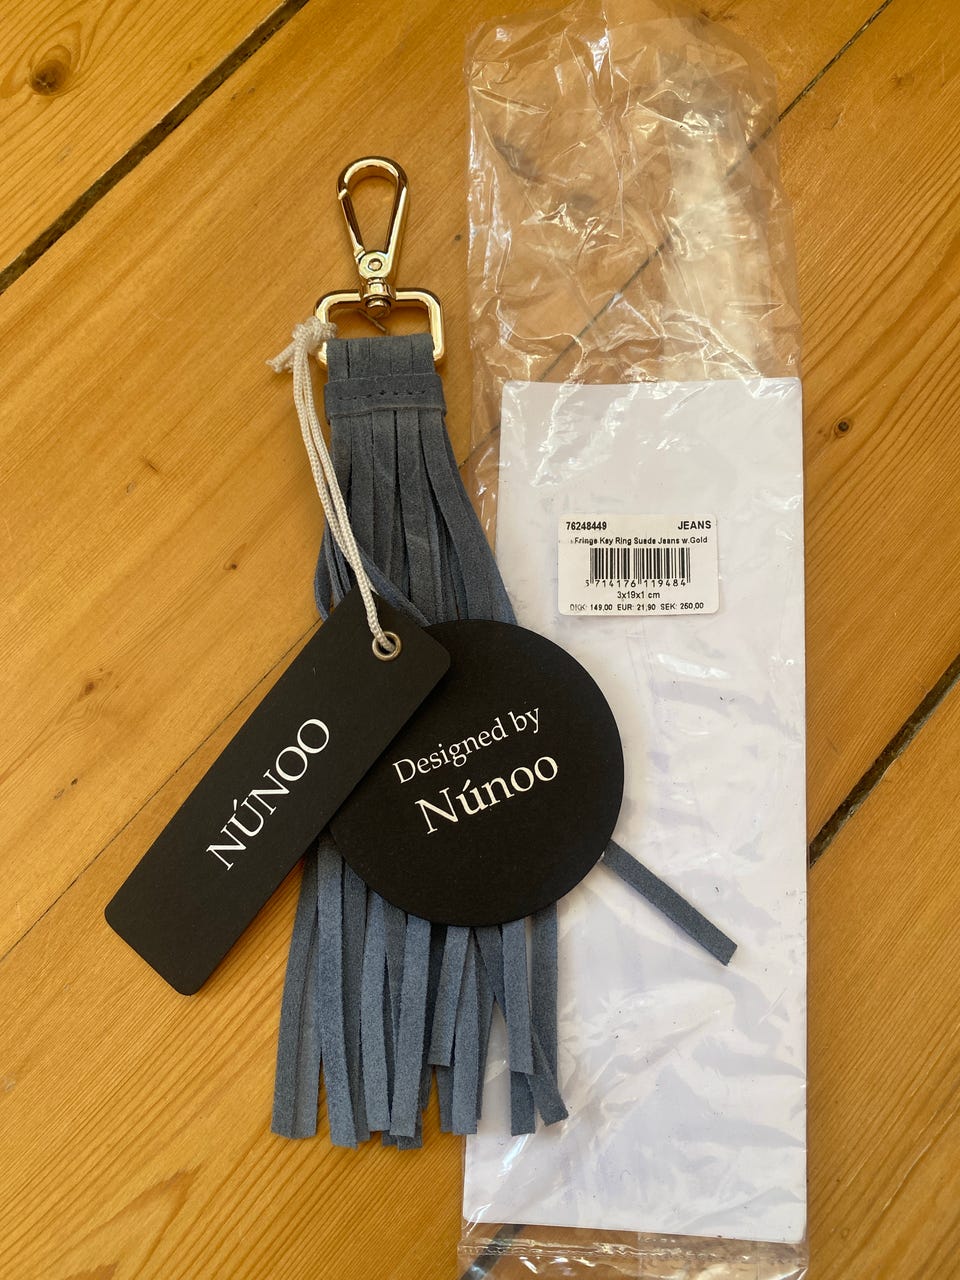 76248449 JEANS
Fringe Key Ring Suede Jeans w.Gold
5 714176 119484
3x19x1 cm
DKK: 149,00 EUR: 21,90 SEK: 250,00
NÚNOO
Designed by
Núnoo